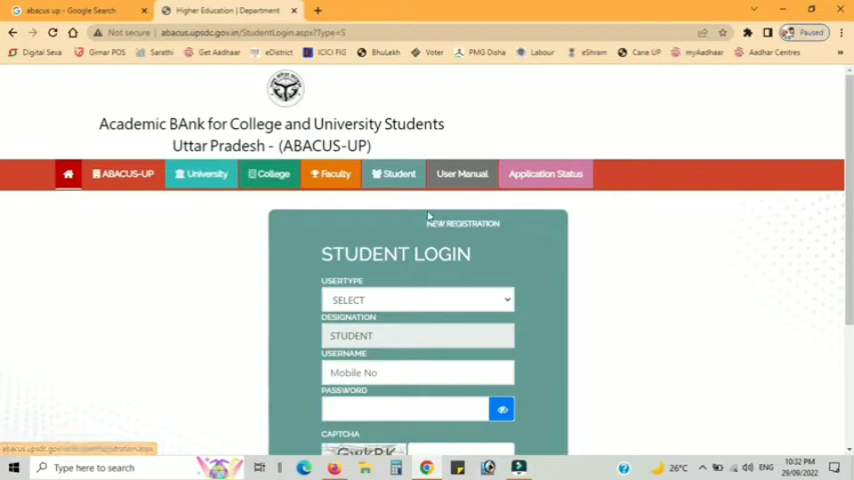 abacus up - Google Search
Higher Education | Department
Not secure | abacus.upsdc.gov.in/StudentLogin.aspx?Type=S
Paused
Digital Seva
Girnar POS
Sarathi
Get Aadhaar
eDistrict
ICICI FIG
BhuLekh
Voter
PMG Disha
Labour
eShram
Cane UP
myAadhaar
Aadhar Centres
Academic BAnk for College and University Students
Uttar Pradesh - (ABACUS-UP)
ABACUS-UP
University
College
Faculty
Student
User Manual
Application Status
NEW REGISTRATION
STUDENT LOGIN
USERTYPE
SELECT
DESIGNATION
STUDENT
USERNAME
Mobile No
PASSWORD
CAPTCHA
Type here to search
26°C
ENG
10:32 PM
29/09/2022